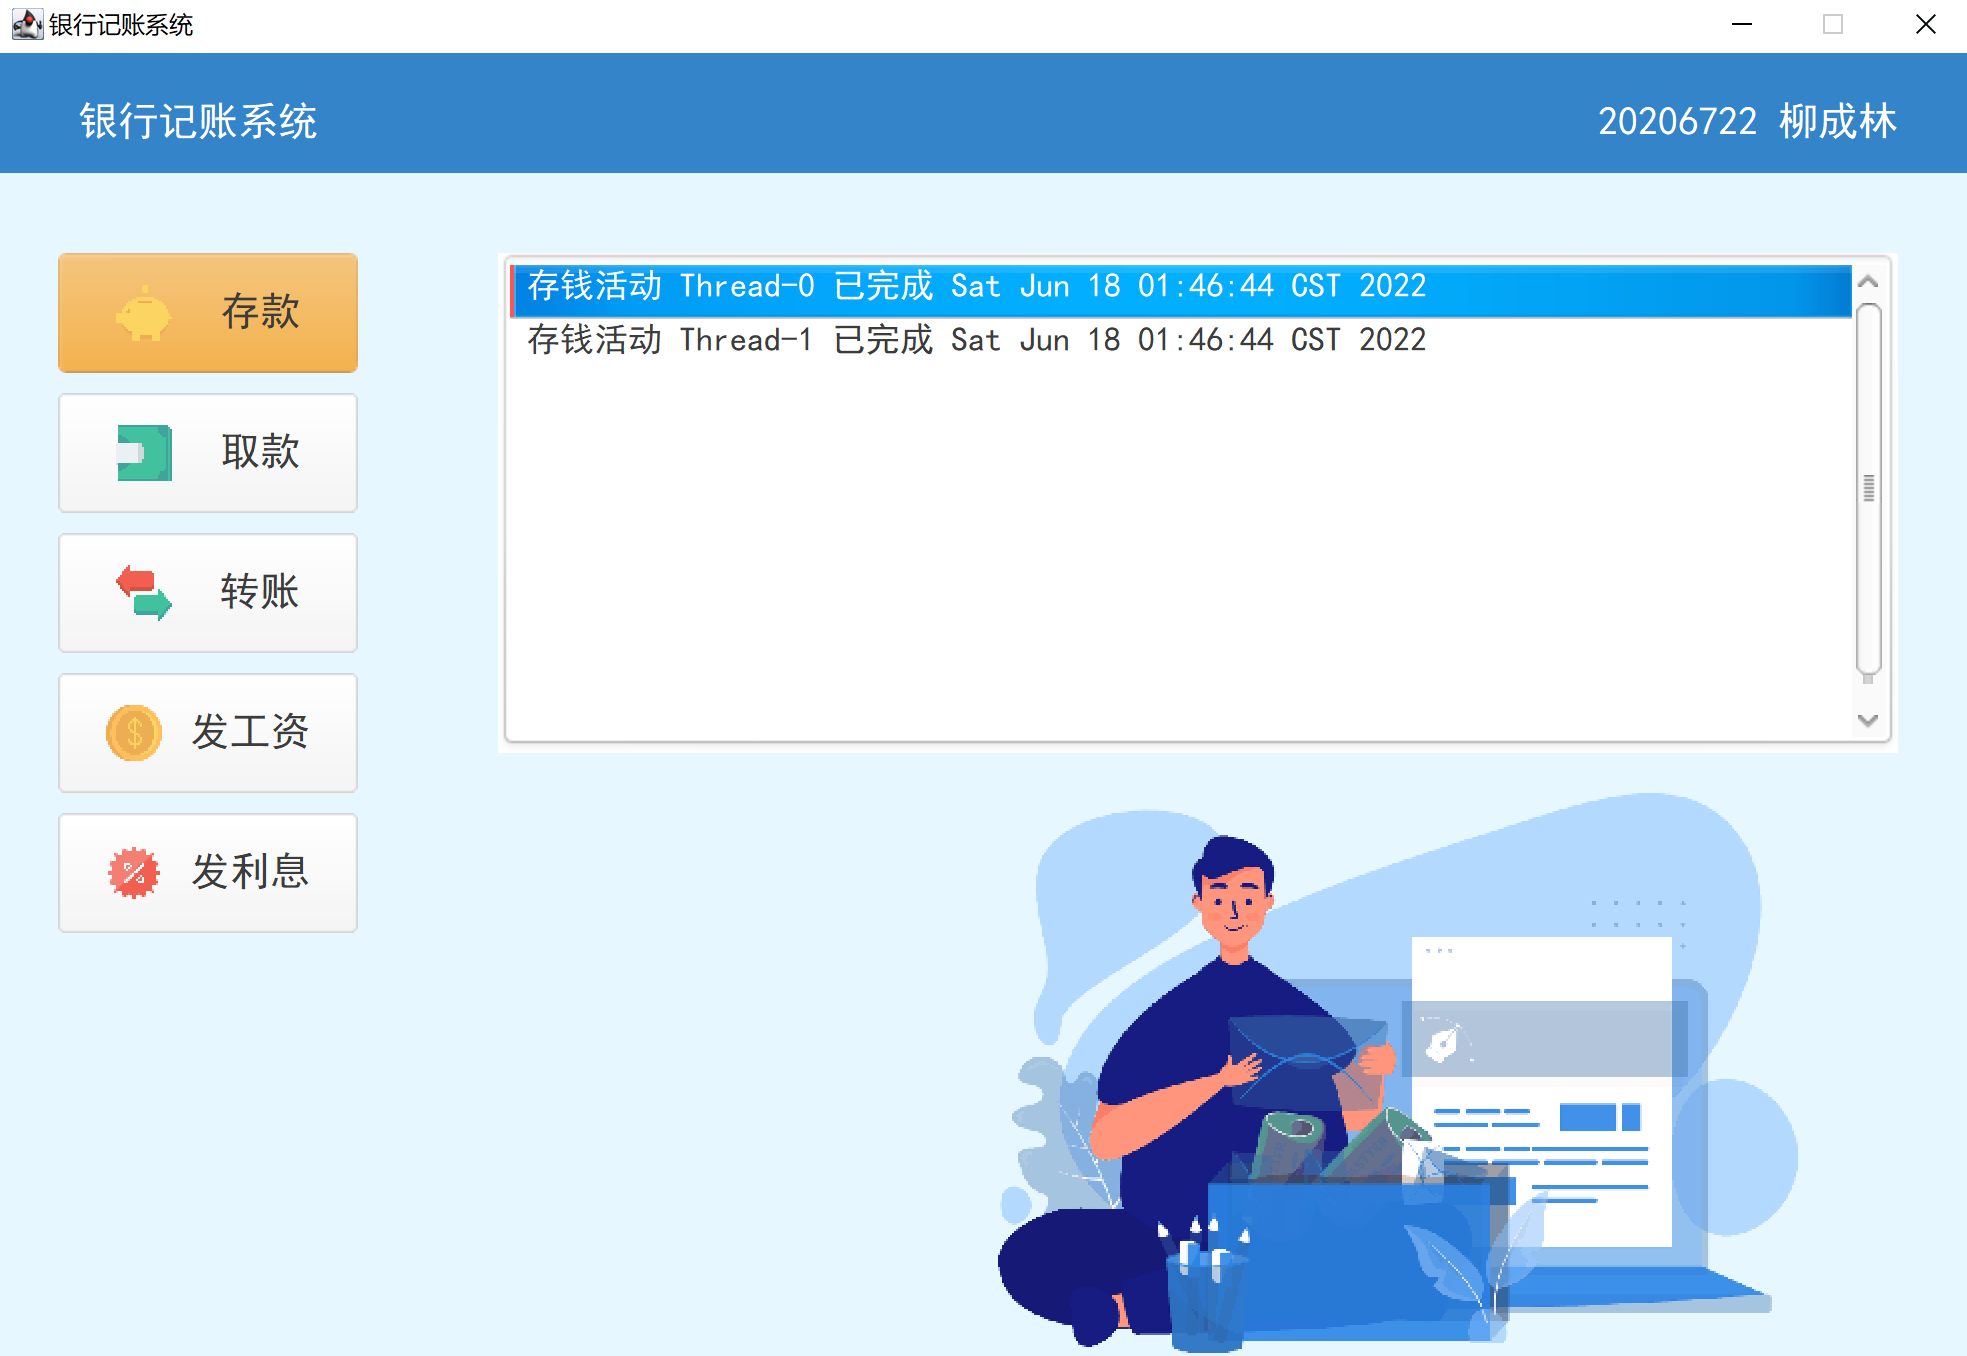 银行记账系统
银行记账系统
20206722 柳成林
存款
取款
转账
发工资
发利息
存钱活动 Thread-0 已完成 Sat Jun 18 01:46:44 CST 2022
存钱活动 Thread-1 已完成 Sat Jun 18 01:46:44 CST 2022